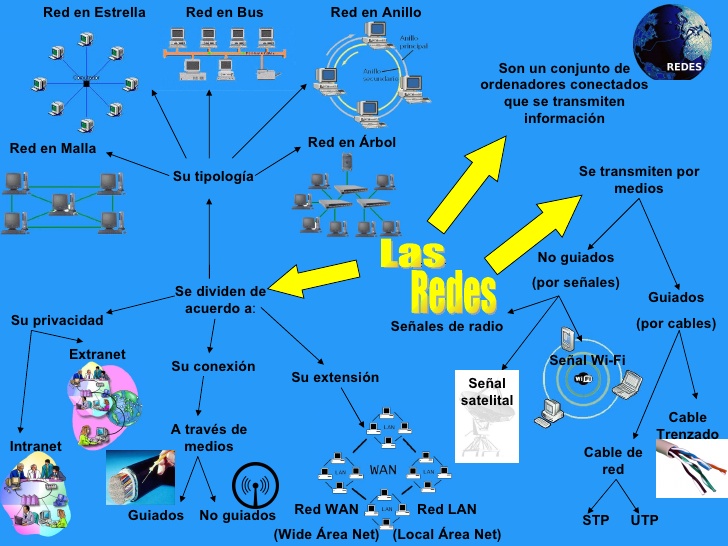 Red en Estrella
Red en Bus
Red en Anillo
Anillo
principal
Anillo
secundario
REDES
Son un conjunto de
ordenadores conectados
que se transmiten
información
Red en Malla
Su tipología
Red en Árbol
Se transmiten por
medios
Las
Redes
No guiados
(por señales)
Guiados
(por cables)
Se dividen de
acuerdo a:
Su privacidad
Señales de radio
Extranet
Su conexión
Su extensión
Señal Wi-Fi
WiFi
Señal
satelital
Cable
Trenzado
A través de
medios
Intranet
LAN
LAN
WAN
LAN
LAN
Cable de
red
Guiados
No guiados
Red WAN
(Wide Área Net)
Red LAN
(Local Área Net)
STP
UTP